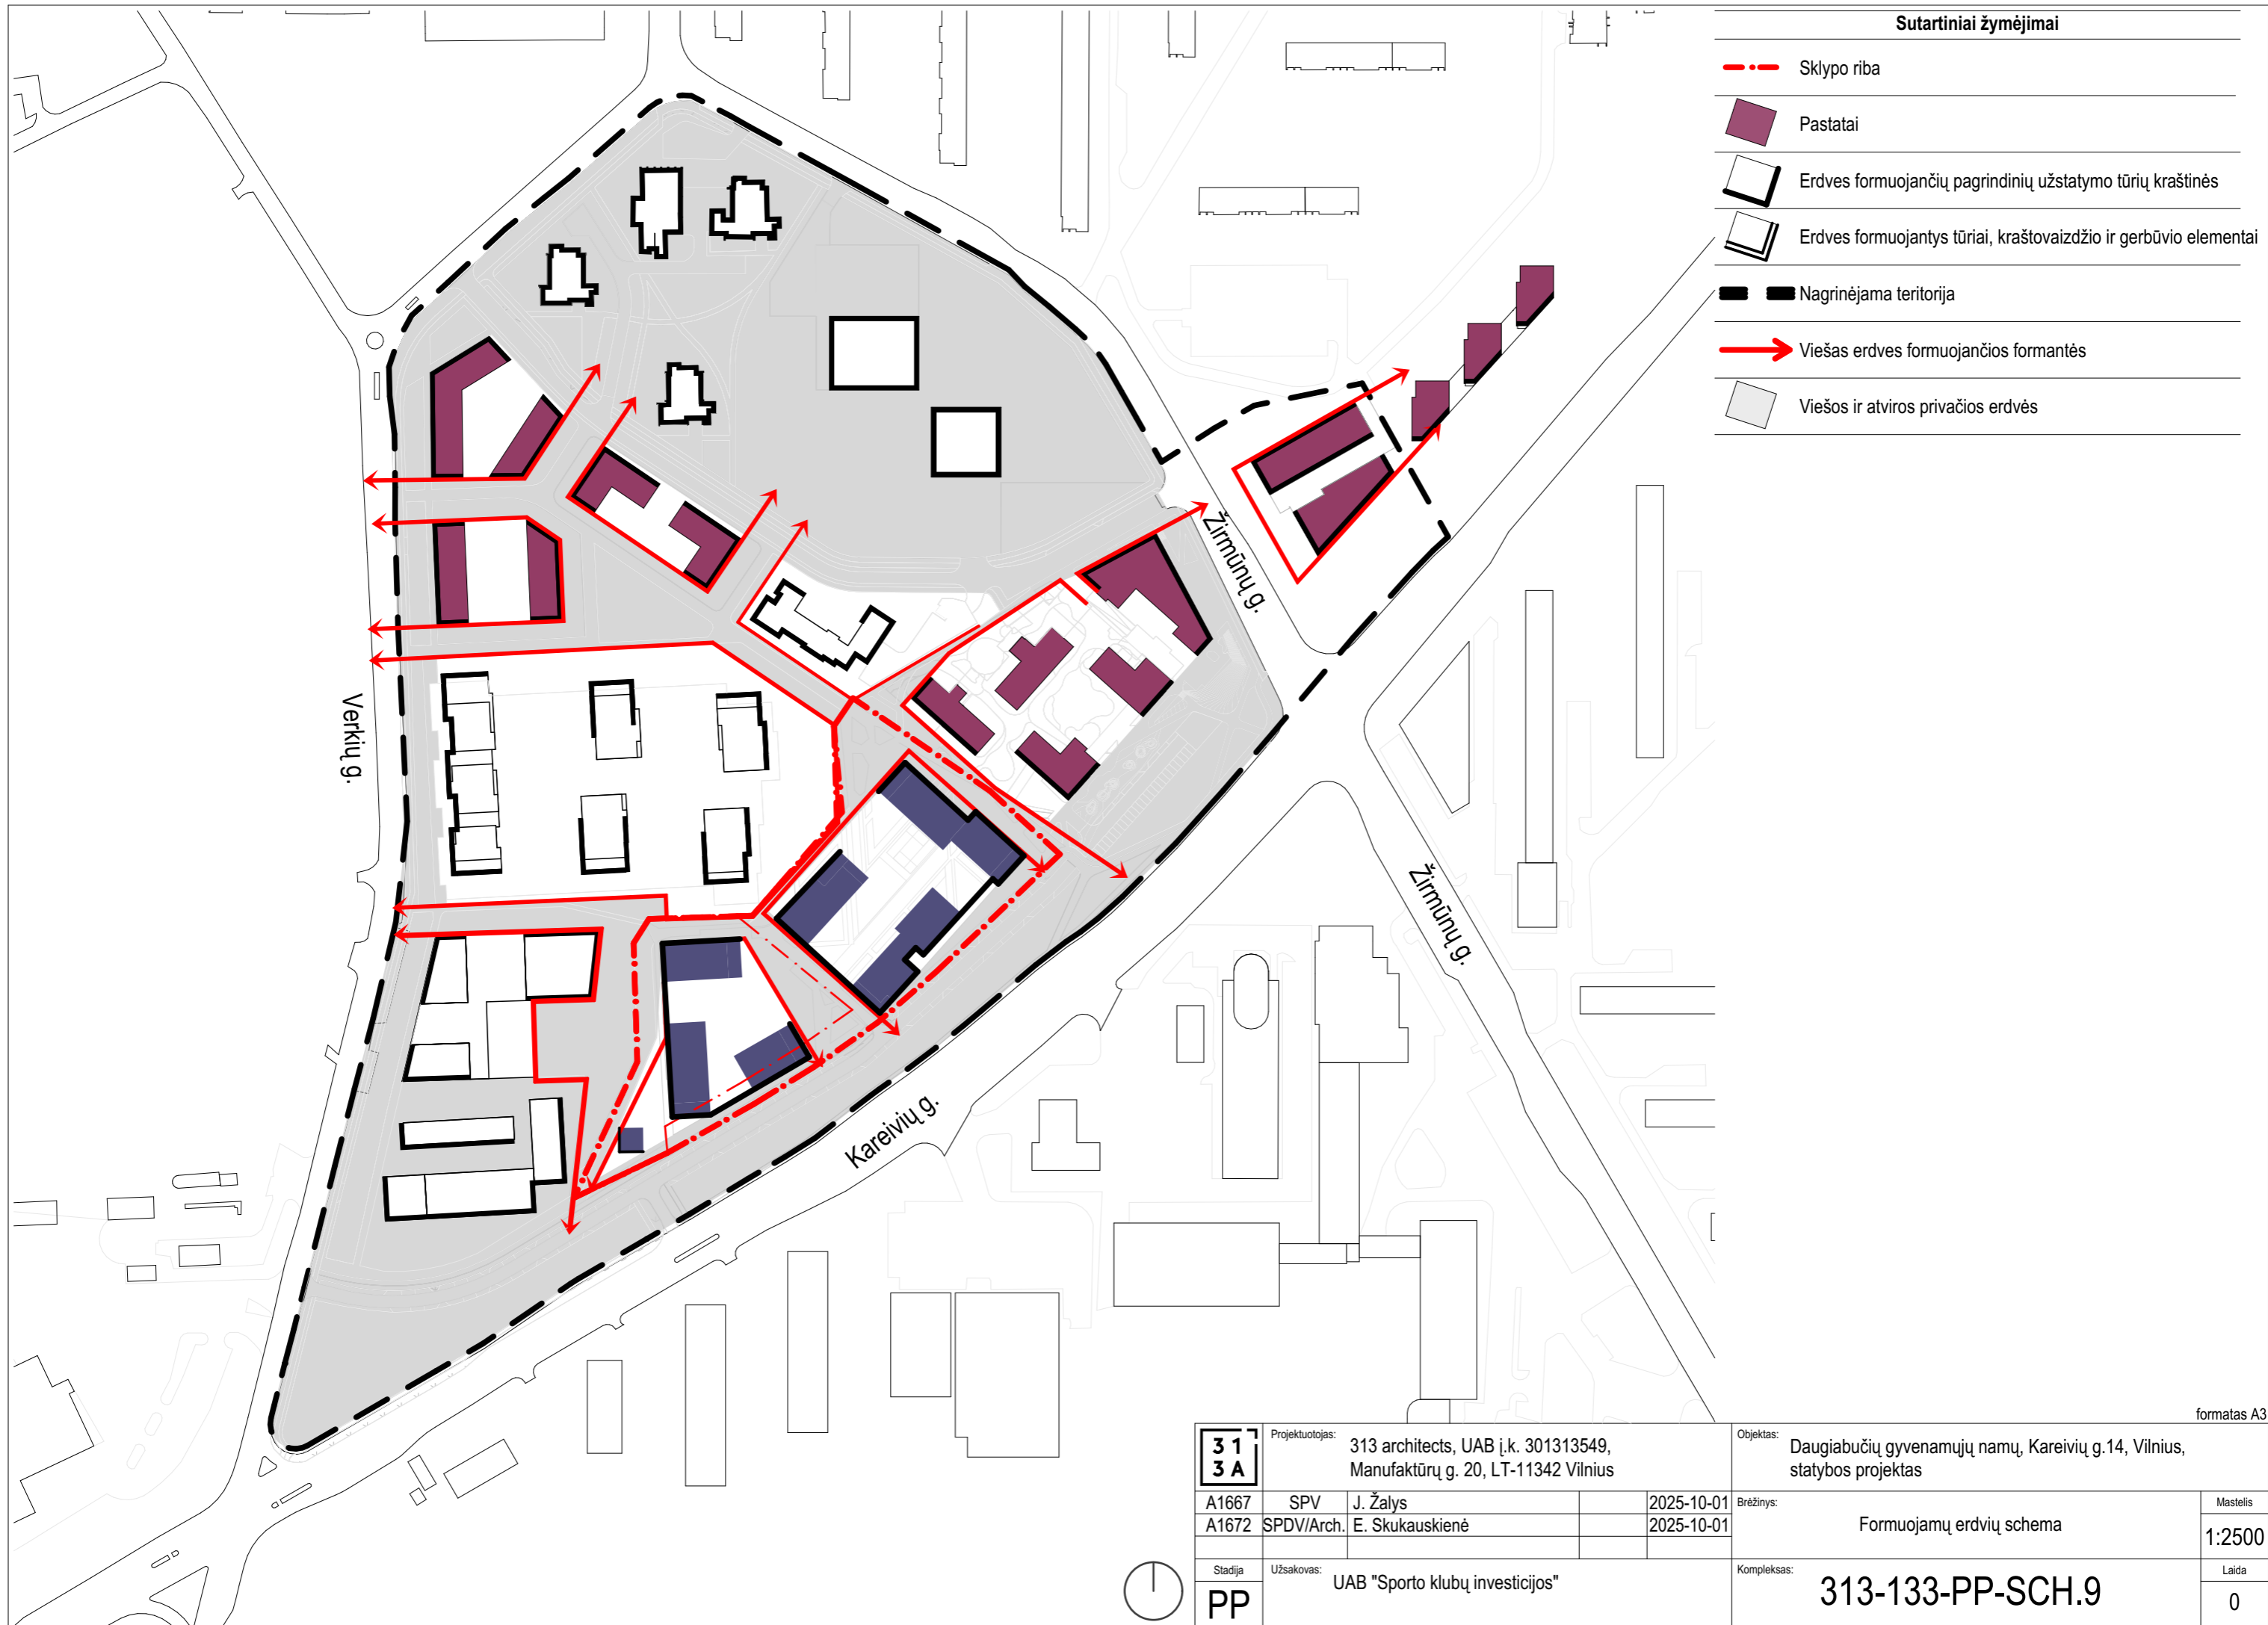 Sutartiniai žymėjimai
Sklypo riba
Pastatai
Erdves formuojančių pagrindinių užstatymo tūrių kraštinės
Erdves formuojantys tūriai, kraštovaizdžio ir gerbūvio elementai
Nagrinėjama teritorija
Viešas erdves formuojančios formantės
Viešos ir atviros privačios erdvės
Žirmūnų g.
Verkių g.
Žirmūnų g.
Kareivių g.
formatas A3
31
3A
Projektuotojas:
313 architects, UAB į.k. 301313549,
Manufaktūrų g. 20, LT-11342 Vilnius
Objektas:
Daugiabučių gyvenamųjų namų, Kareivių g.14, Vilnius,
statybos projektas
A1667 SPV J. Žalys 2025-10-01
A1672 SPDV/Arch. E. Skukauskienė 2025-10-01
Brėžinys:
Formuojamų erdvių schema
Mastelis
1:2500
Stadija
PP
Užsakovas:
UAB "Sporto klubų investicijos"
Kompleksas:
313-133-PP-SCH.9
Laida
0